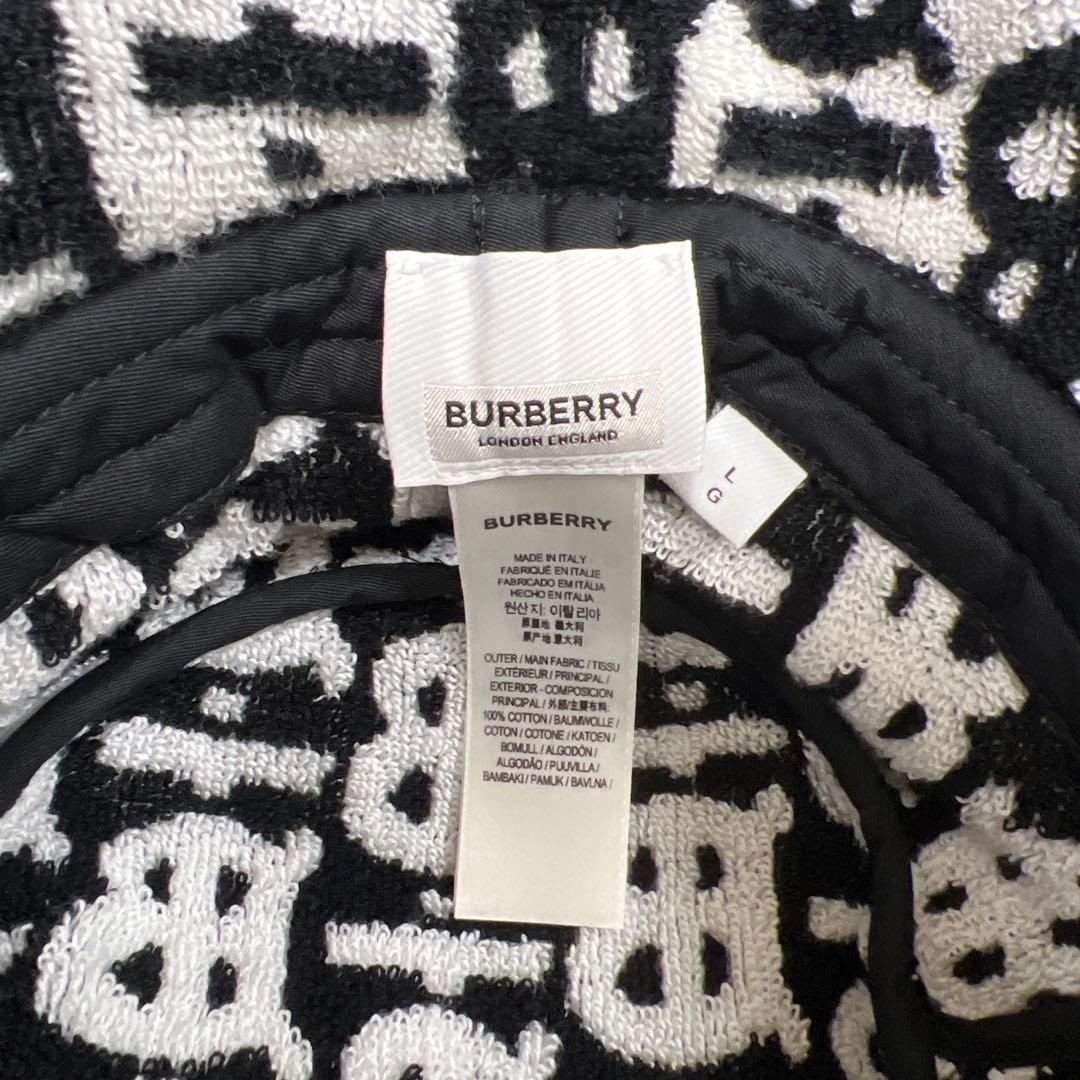 BURBERRY
LONDON ENGLAND
L
G
BURBERRY
MADE IN ITALY
FABRIQUÉ EN ITALIE
FABRICADO EM ITÁLIA
HECHO EN ITALIA
원산지: 이탈리아
原產地 義大利
原产地 意大利
OUTER / MAIN FABRIC / TISSU
EXTÉRIEUR / PRINCIPAL /
EXTERIOR - COMPOSICION
PRINCIPAL / 外部/主要布料:
100% COTTON / BAUMWOLLE /
COTON / COTONE / KATOEN /
BOMULL / ALGODÓN /
ALGODÃO / PUUVILLA /
BAMBAKI / PAMUK / BAVLNA /